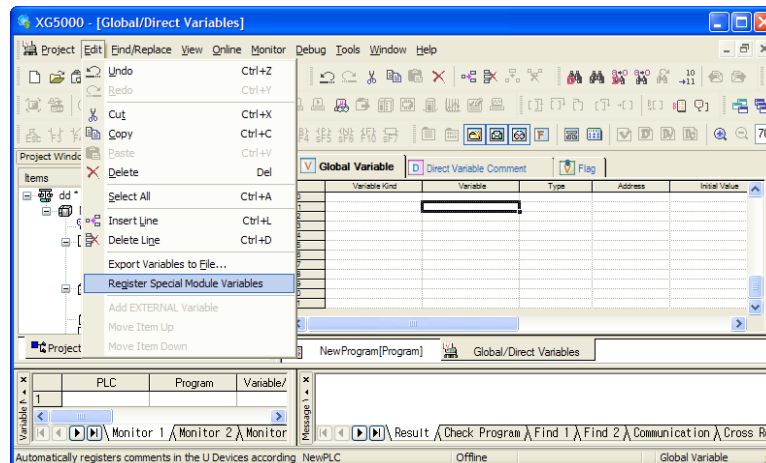 XG5000 - [Global/Direct Variables]
Project Edit Find/Replace View Online Monitor Debug Tools Window Help
Undo Ctrl+Z
Redo Ctrl+Y
Cut Ctrl+X
Copy Ctrl+C
Paste Ctrl+V
Delete Del
Select All Ctrl+A
Insert Line Ctrl+L
Delete Line Ctrl+D
Export Variables to File...
Register Special Module Variables
Add EXTERNAL Variable
Move Item Up
Move Item Down
Project Windo
Items
dd *
Project
Global Variable Direct Variable Comment Flag
Variable Kind Variable Type Address Initial Value
NewProgram[Program] Global/Direct Variables
PLC Program Variable/
1
Monitor 1 Monitor 2 Monitor
Result Check Program Find 1 Find 2 Communication Cross R
Automatically registers comments in the U Devices according NewPLC Offline Global Variable